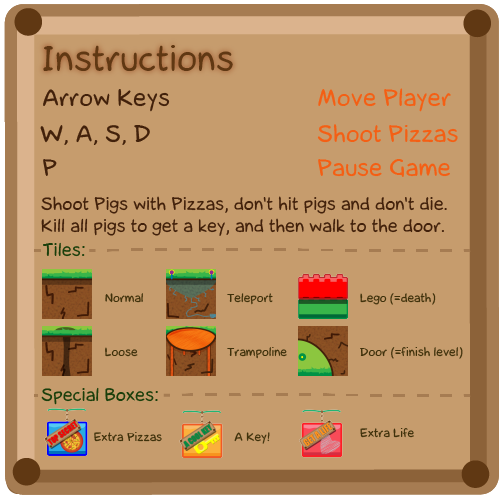 Instructions
Arrow Keys Move Player
W, A, S, D Shoot Pizzas
P Pause Game
Shoot Pigs with Pizzas, don't hit pigs and don't die.
Kill all pigs to get a key, and then walk to the door.
Tiles:
Normal Teleport Lego (=death)
Loose Trampoline Door (=finish level)
Special Boxes:
TOP SECRET
Extra Pizzas A Key! Extra Life